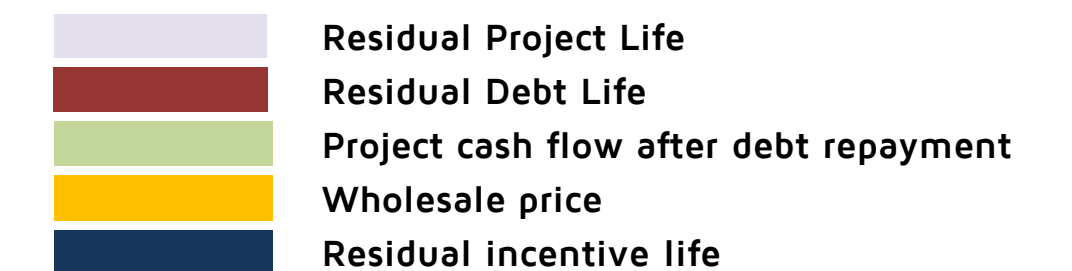 Residual Project Life
Residual Debt Life
Project cash flow after debt repayment
Wholesale price
Residual incentive life